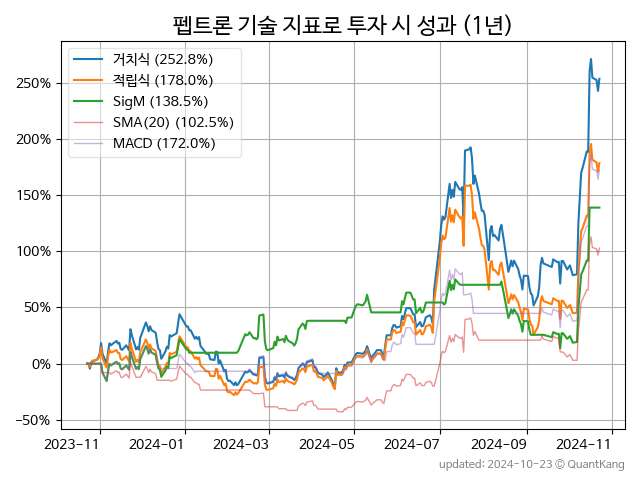 펩트론 기술 지표로 투자 시 성과 (1년)
거치식 (252.8%)
적립식 (178.0%)
SigM (138.5%)
SMA(20) (102.5%)
MACD (172.0%)
250%
200%
150%
100%
50%
0%
−50%
2023-11 2024-01 2024-03 2024-05 2024-07 2024-09 2024-11
updated: 2024-10-23 © QuantKang